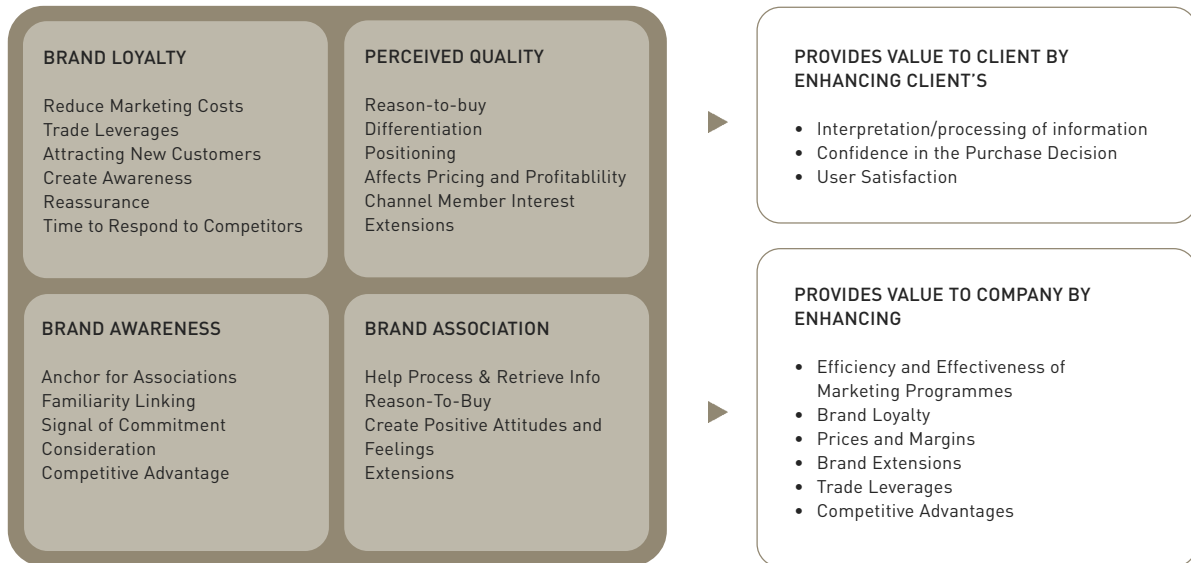 BRAND LOYALTY
Reduce Marketing Costs
Trade Leverages
Attracting New Customers
Create Awareness
Reassurance
Time to Respond to Competitors
PERCEIVED QUALITY
Reason-to-buy
Differentiation
Positioning
Affects Pricing and Profitablility
Channel Member Interest
Extensions
BRAND AWARENESS
Anchor for Associations
Familiarity Linking
Signal of Commitment
Consideration
Competitive Advantage
BRAND ASSOCIATION
Help Process & Retrieve Info
Reason-To-Buy
Create Positive Attitudes and
Feelings
Extensions
PROVIDES VALUE TO CLIENT BY
ENHANCING CLIENT'S
• Interpretation/processing of information
• Confidence in the Purchase Decision
• User Satisfaction
PROVIDES VALUE TO COMPANY BY
ENHANCING
• Efficiency and Effectiveness of
Marketing Programmes
• Brand Loyalty
• Prices and Margins
• Brand Extensions
• Trade Leverages
• Competitive Advantages